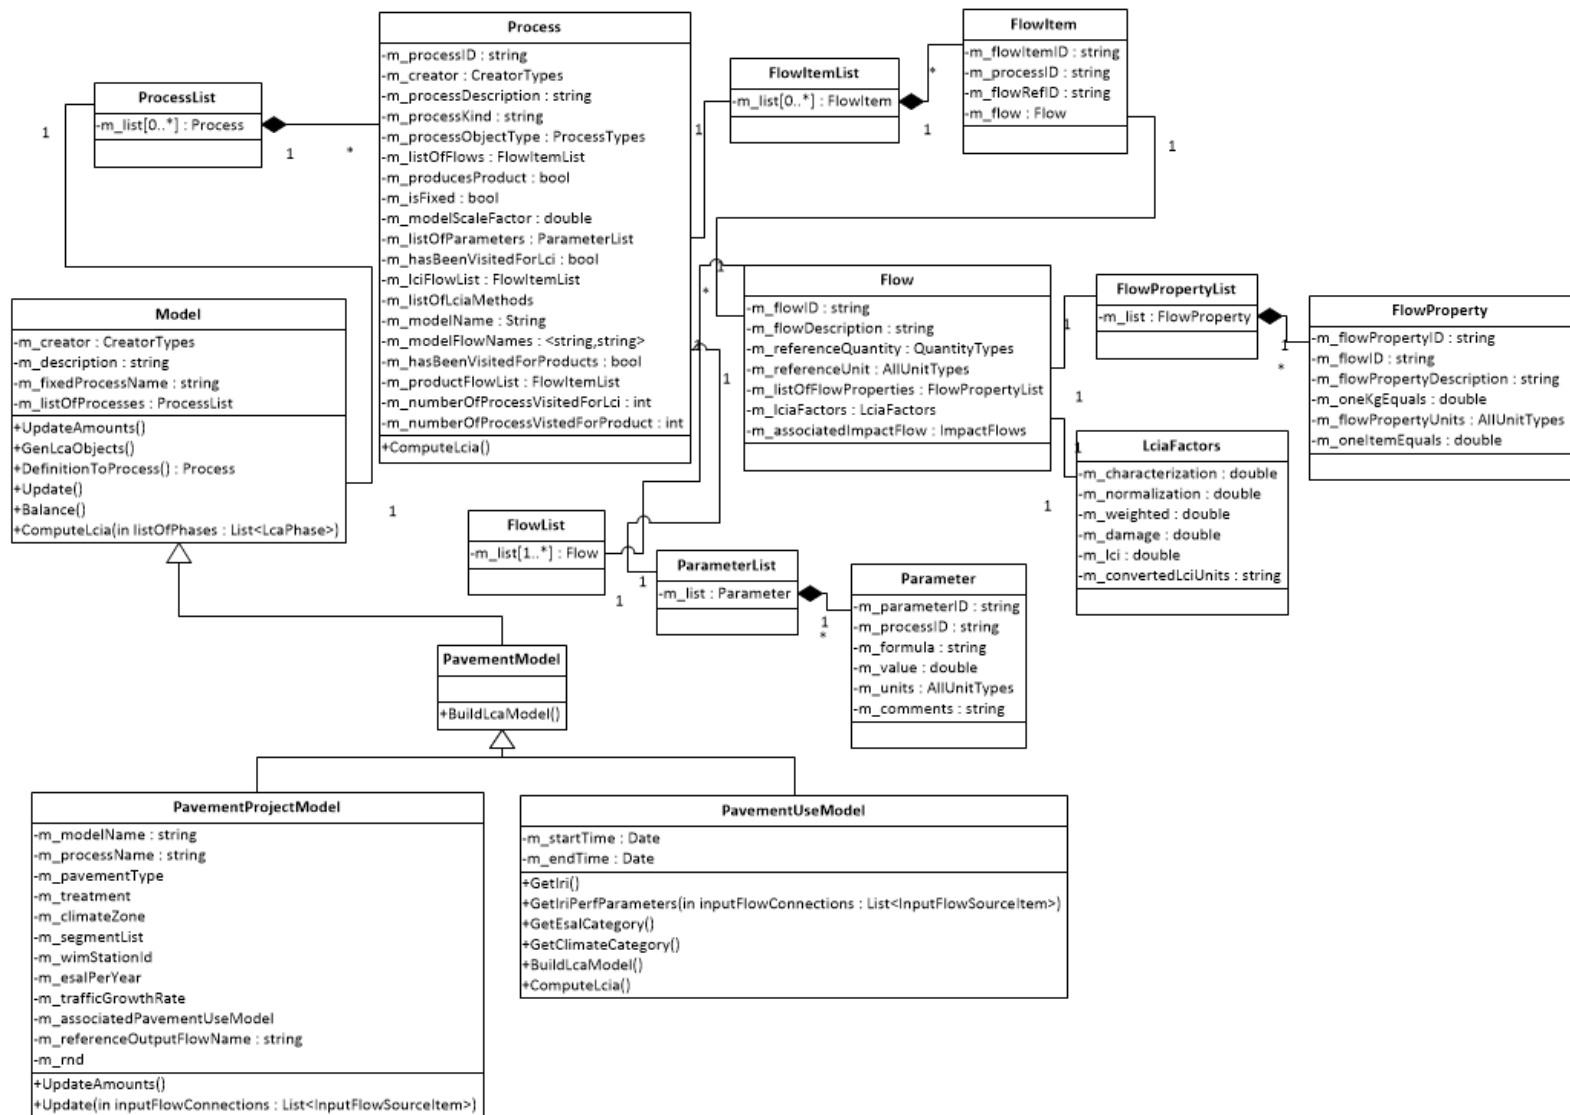 Process
-m_processID : string
-m_creator : CreatorTypes
-m_processDescription : string
-m_processKind : string
-m_processObjectType : ProcessTypes
-m_listOfFlows : FlowItemList
-m_producesProduct : bool
-m_isFixed : bool
-m_modelScaleFactor : double
-m_listOfParameters : ParameterList
-m_hasBeenVisitedForLci : bool
-m_lciFlowList : FlowItemList
-m_listOfLciaMethods
-m_modelName : String
-m_modelFlowNames : <string,string>
-m_hasBeenVisitedForProducts : bool
-m_productFlowList : FlowItemList
-m_numberOfProcessVisitedForLci : int
-m_numberOfProcessVistedForProduct : int
+ComputeLcia()
FlowItem
-m_flowItemID : string
-m_processID : string
-m_flowRefID : string
-m_flow : Flow
FlowItemList
-m_list[0..*] : FlowItem
*
1
1
1
ProcessList
-m_list[0..*] : Process
1
1
*
Model
-m_creator : CreatorTypes
-m_description : string
-m_fixedProcessName : string
-m_listOfProcesses : ProcessList
+UpdateAmounts()
+GenLcaObjects()
+DefinitionToProcess() : Process
+Update()
+Balance()
+ComputeLcia(in listOfPhases : List<LcaPhase>)
1
Flow
-m_flowID : string
-m_flowDescription : string
-m_referenceQuantity : QuantityTypes
-m_referenceUnit : AllUnitTypes
-m_listOfFlowProperties : FlowPropertyList
-m_lciaFactors : LciaFactors
-m_associatedImpactFlow : ImpactFlows
1
*
1
1
1
FlowPropertyList
-m_list : FlowProperty
1
*
FlowProperty
-m_flowPropertyID : string
-m_flowID : string
-m_flowPropertyDescription : string
-m_oneKgEquals : double
-m_flowPropertyUnits : AllUnitTypes
-m_oneItemEquals : double
LciaFactors
-m_characterization : double
-m_normalization : double
-m_weighted : double
-m_damage : double
-m_lci : double
-m_convertedLciUnits : string
1
1
FlowList
-m_list[1..*] : Flow
1
ParameterList
-m_list : Parameter
1
1
*
Parameter
-m_parameterID : string
-m_processID : string
-m_formula : string
-m_value : double
-m_units : AllUnitTypes
-m_comments : string
PavementModel
+BuildLcaModel()
PavementProjectModel
-m_modelName : string
-m_processName : string
-m_pavementType
-m_treatment
-m_climateZone
-m_segmentList
-m_wimStationId
-m_esalPerYear
-m_trafficGrowthRate
-m_associatedPavementUseModel
-m_referenceOutputFlowName : string
-m_rnd
+UpdateAmounts()
+Update(in inputFlowConnections : List<InputFlowSourceItem>)
PavementUseModel
-m_startTime : Date
-m_endTime : Date
+GetIri()
+GetIriPerfParameters(in inputFlowConnections : List<InputFlowSourceItem>)
+GetEsalCategory()
+GetClimateCategory()
+BuildLcaModel()
+ComputeLcia()